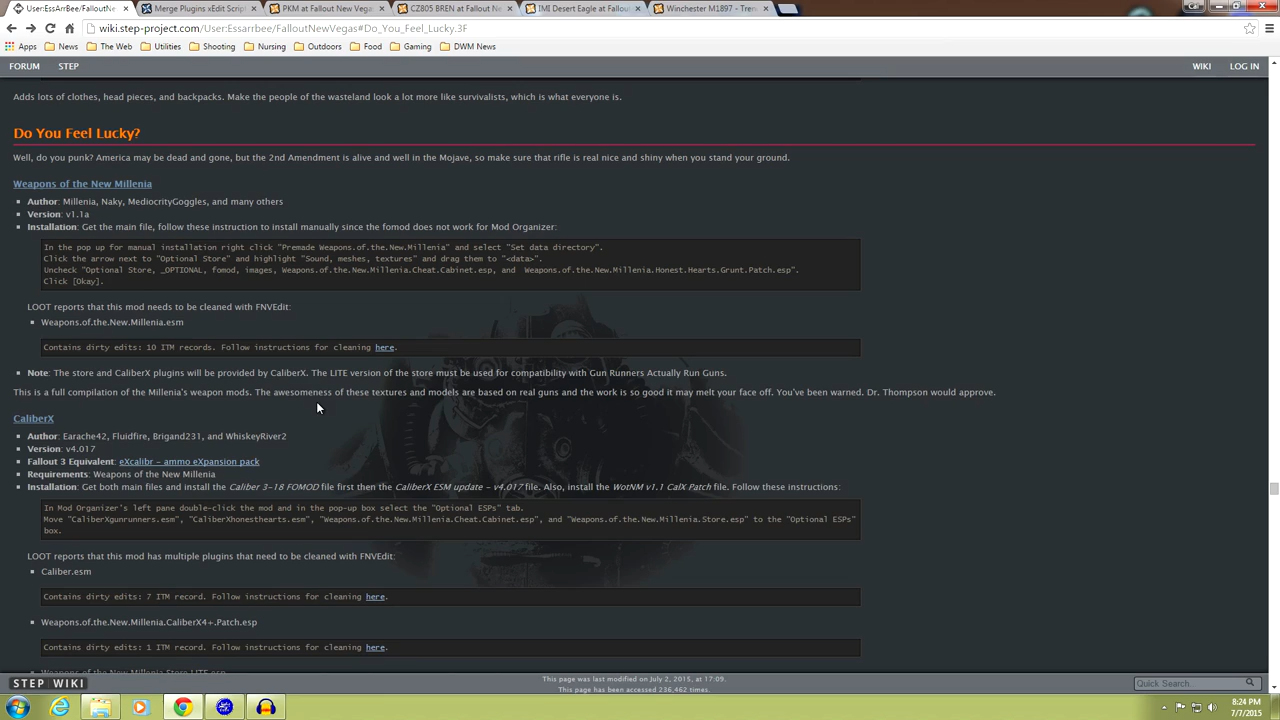 User:EssArrBee/FalloutNew
Merge Plugins xEdit Script
PKM at Fallout New Vegas
CZ805 BREN at Fallout Ne
IMI Desert Eagle at Fallou
Winchester M1897 - Tren
Cal
wiki.step-project.com/User:Essarrbee/FalloutNewVegas#Do_You_Feel_Lucky.3F
Apps News The Web Utilities Shooting Nursing Outdoors Food Gaming DWM News
FORUM STEP WIKI LOG IN
Adds lots of clothes, head pieces, and backpacks. Make the people of the wasteland look a lot more like survivalists, which is what everyone is.
Do You Feel Lucky?
Well, do you punk? America may be dead and gone, but the 2nd Amendment is alive and well in the Mojave, so make sure that rifle is real nice and shiny when you stand your ground.
Weapons of the New Millenia
Author: Millenia, Naky, MediocrityGoggles, and many others
Version: v1.1a
Installation: Get the main file, follow these instruction to install manually since the fomod does not work for Mod Organizer:
In the pop up for manual installation right click "Premade Weapons.of.the.New.Millenia" and select "Set data directory".
Click the arrow next to "Optional Store" and highlight "Sound, meshes, textures" and drag them to "<data>".
Uncheck "Optional Store, _OPTIONAL, fomod, images, Weapons.of.the.New.Millenia.Cheat.Cabinet.esp, and  Weapons.of.the.New.Millenia.Honest.Hearts.Grunt.Patch.esp".
Click [Okay].
LOOT reports that this mod needs to be cleaned with FNVEdit:
Weapons.of.the.New.Millenia.esm
Contains dirty edits: 10 ITM records. Follow instructions for cleaning here.
Note: The store and CaliberX plugins will be provided by CaliberX. The LITE version of the store must be used for compatibility with Gun Runners Actually Run Guns.
This is a full compilation of the Millenia's weapon mods. The awesomeness of these textures and models are based on real guns and the work is so good it may melt your face off. You've been warned. Dr. Thompson would approve.
CaliberX
Author: Earache42, Fluidfire, Brigand231, and WhiskeyRiver2
Version: v4.017
Fallout 3 Equivalent: eXcalibr - ammo eXpansion pack
Requirements: Weapons of the New Millenia
Installation: Get both main files and install the Caliber 3-18 FOMOD file first then the CaliberX ESM update - v4.017 file. Also, install the WotNM v1.1 CalX Patch file. Follow these instructions:
In Mod Organizer's left pane double-click the mod and in the pop-up box select the "Optional ESPs" tab.
Move "CaliberXgunrunners.esm", "CaliberXhonesthearts.esm", "Weapons.of.the.New.Millenia.Cheat.Cabinet.esp", and "Weapons.of.the.New.Millenia.Store.esp" to the "Optional ESPs"
box.
LOOT reports that this mod has multiple plugins that need to be cleaned with FNVEdit:
Caliber.esm
Contains dirty edits: 7 ITM record. Follow instructions for cleaning here.
Weapons.of.the.New.Millenia.CaliberX4+.Patch.esp
Contains dirty edits: 1 ITM record. Follow instructions for cleaning here.
Weapons.of.the.New.Millenia.Store.LITE.esp
STEP WIKI
This page was last modified on July 2, 2015, at 17:09.
This page has been accessed 236,462 times.
Quick Search...
8:24 PM
7/7/2015